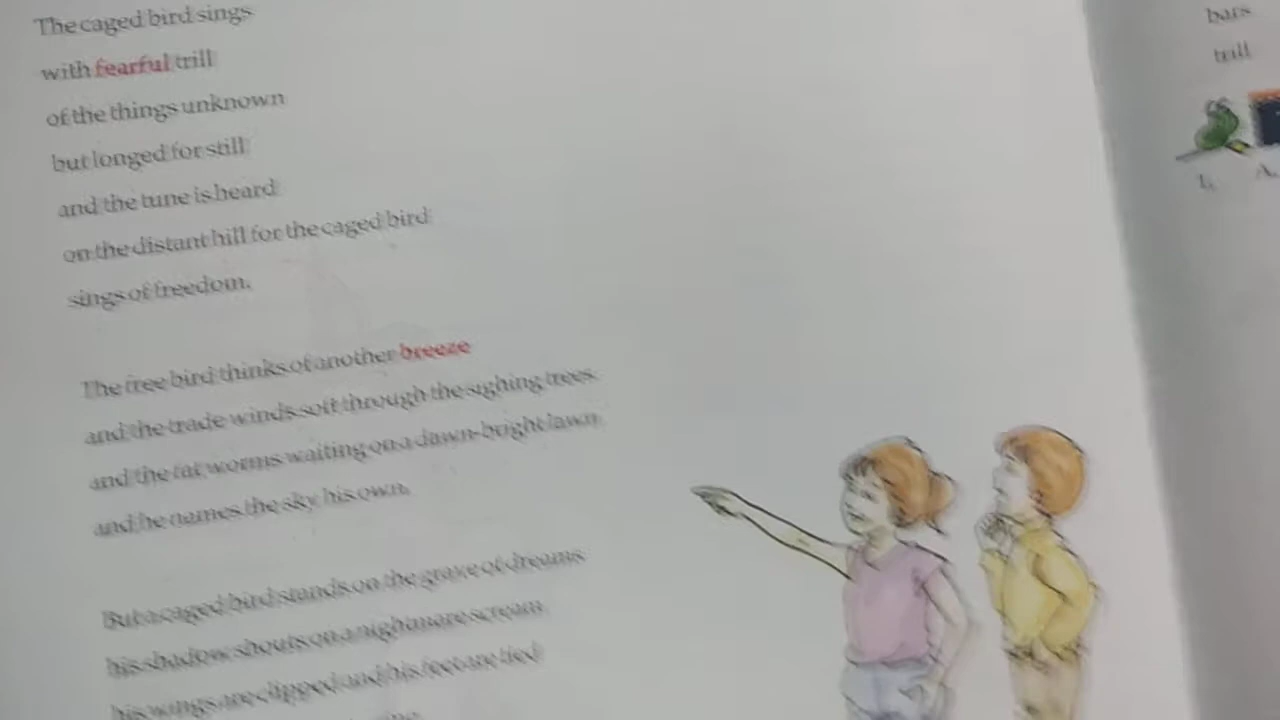 The caged bird sings
with fearful trill
of the things unknown
but longed for still
and the tune is heard
on the distant hill for the caged bird
sings of freedom.
The free bird thinks of another breeze
and the trade winds soft through the sighing trees
and the fat worms waiting on a dawn-bright lawn
and he names the sky his own.
But a caged bird stands on the grave of dreams
his shadow shouts on a nightmare scream
his wings are clipped and his feet are tied
bars
trill
1. A.